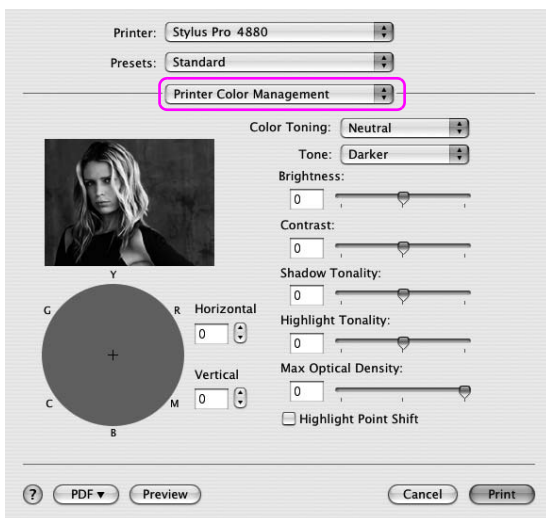 Printer: Stylus Pro 4880
Presets: Standard
Printer Color Management
Color Toning: Neutral
Tone: Darker
Brightness:
0
Contrast:
0
Shadow Tonality:
0
Highlight Tonality:
0
Max Optical Density:
0
Highlight Point Shift
Y
G R
C M
B
Horizontal
0
Vertical
0
? PDF▼ Preview Cancel Print